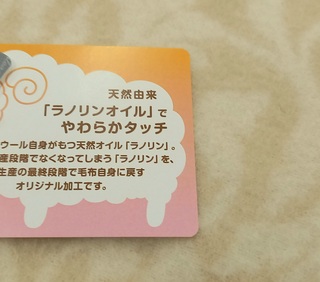 天然由来
「ラノリンオイル」で
やわらかタッチ
ウール自身がもつ天然オイル「ラノリン」。
産段階でなくなってしまう「ラノリン」を、
生産の最終段階で毛布自身に戻す
オリジナル加工です。